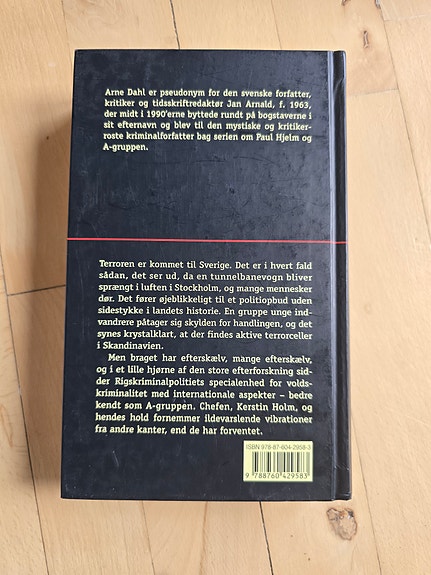 Arne Dahl er pseudonym for den svenske forfatter,
kritiker og tidsskriftredaktør Jan Arnald, f. 1963,
der midt i 1990'erne byttede rundt på bogstaverne i
sit efternavn og blev til den mystiske og kritiker-
roste kriminalforfatter bag serien om Paul Hjelm og
A-gruppen.
Terroren er kommet til Sverige. Det er i hvert fald
sådan, det ser ud, da en tunnelbanevogn bliver
sprængt i luften i Stockholm, og mange mennesker
dør. Det fører øjeblikkeligt til et politiopbud uden
sidestykke i landets historie. En gruppe unge ind-
vandrere påtager sig skylden for handlingen, og det
synes krystalklart, at der findes aktive terrorceller
i Skandinavien.
Men braget har efterskælv, mange efterskælv,
og i et lille hjørne af den store efterforskning sid-
der Rigskriminalpolitiets specialenhed for volds-
kriminalitet med internationale aspekter – bedre
kendt som A-gruppen. Chefen, Kerstin Holm, og
hendes hold fornemmer ildevarslende vibrationer
fra andre kanter, end de har forventet.
ISBN 978-87-604-2958-3
9 788760 429583